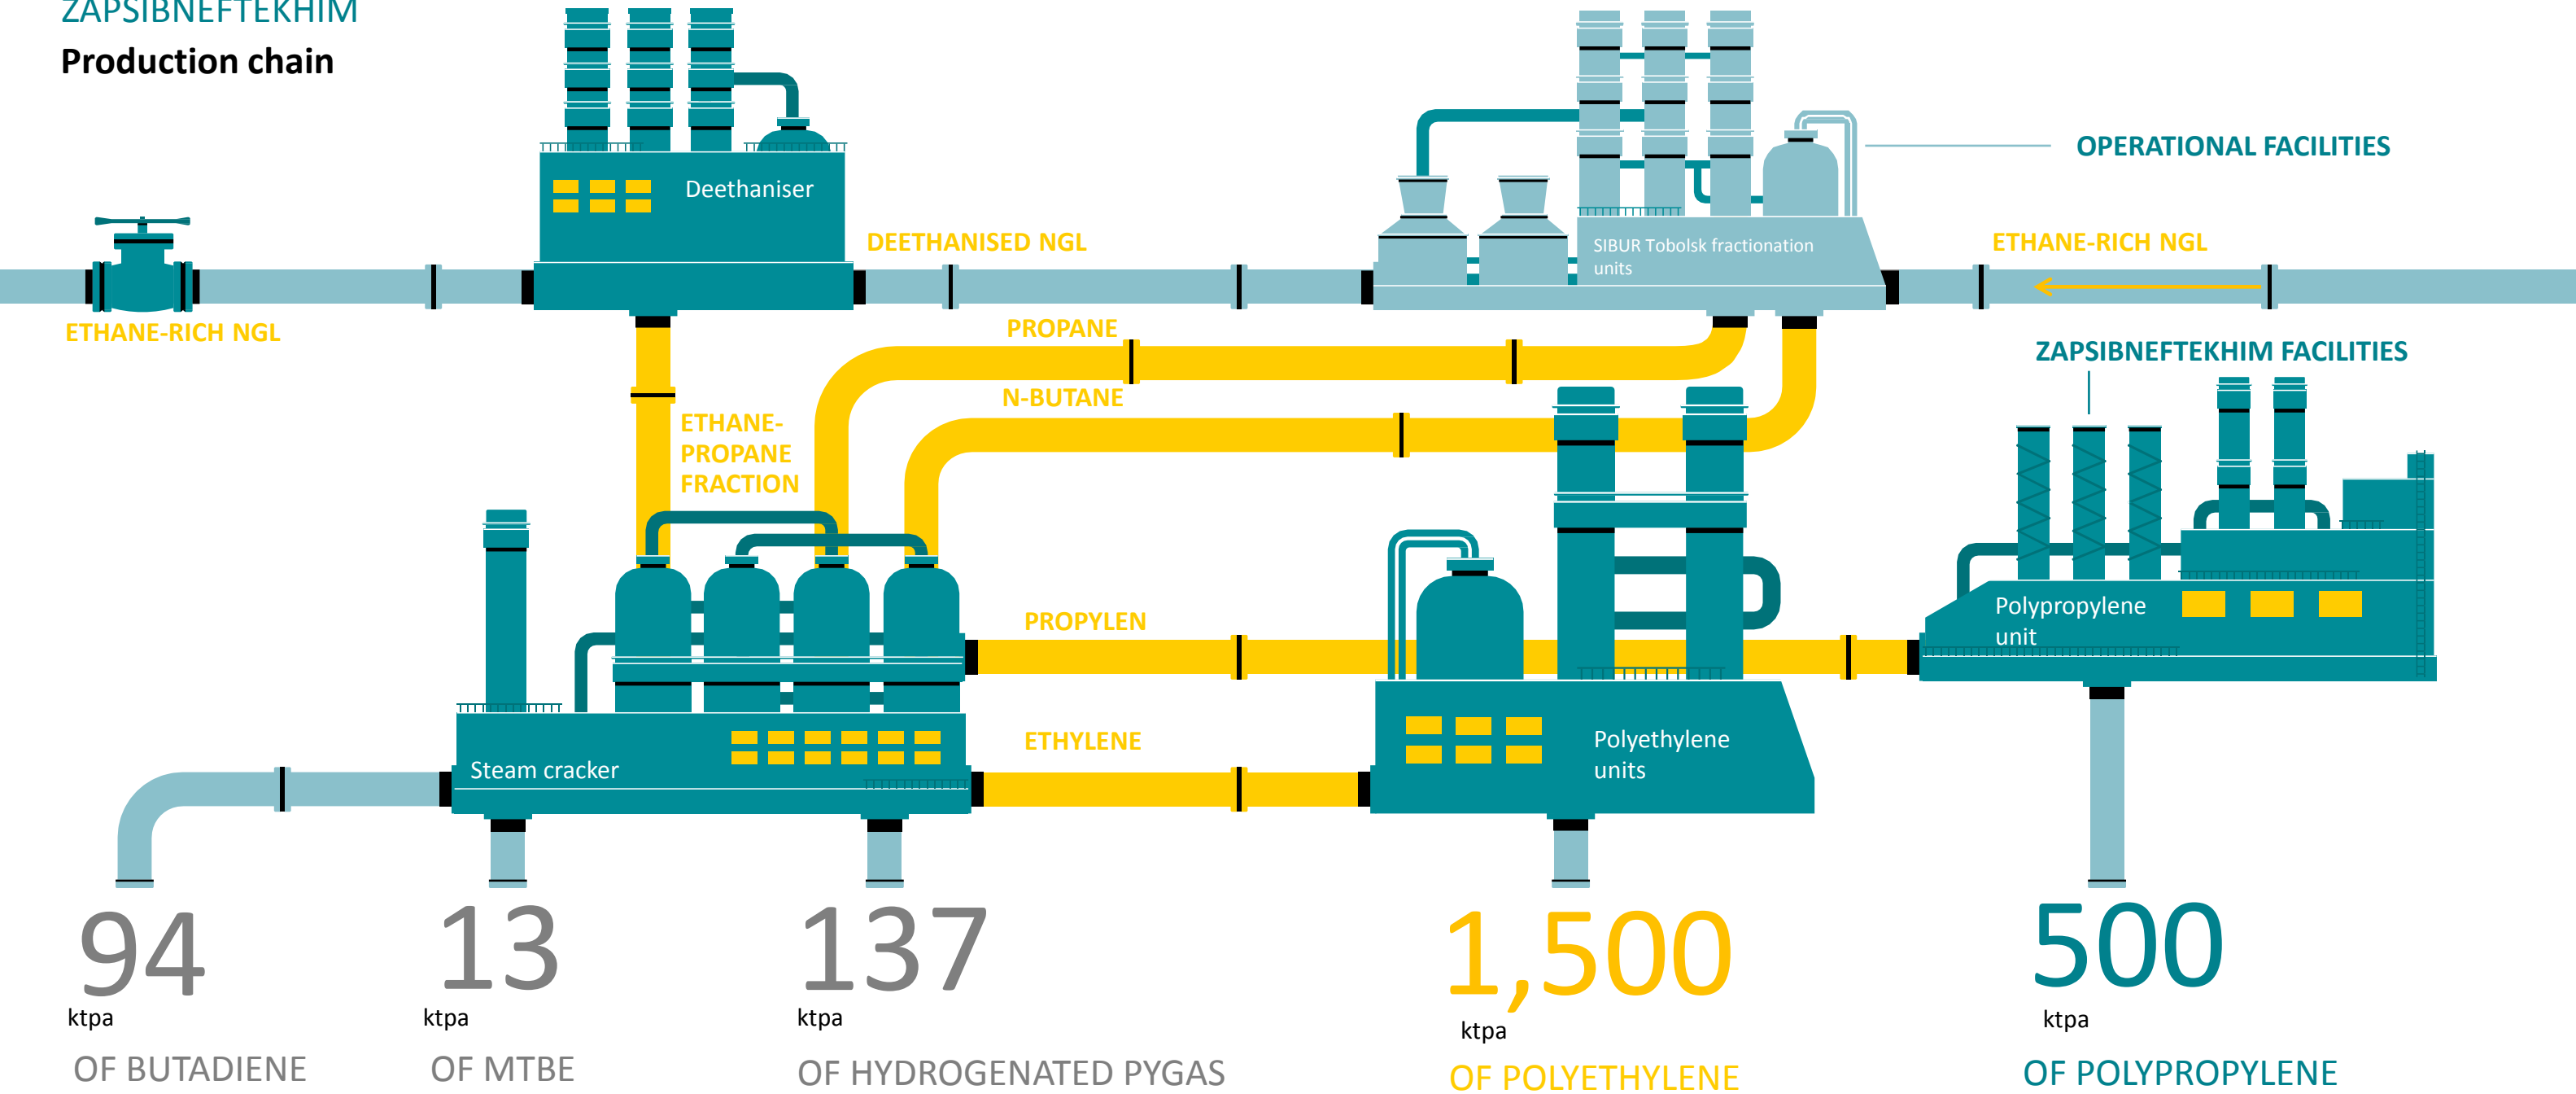 ZAPSIBNEFTEKHIM
Production chain
Deethaniser
OPERATIONAL FACILITIES
DEETHANISED NGL
SIBUR Tobolsk fractionation
units
ETHANE-RICH NGL
ETHANE-RICH NGL
PROPANE
ZAPSIBNEFTEKHIM FACILITIES
N-BUTANE
ETHANE-
PROPANE
FRACTION
PROPYLEN
Polypropylene
unit
ETHYLENE
Polyethylene
units
Steam cracker
94
ktpa
OF BUTADIENE
13
ktpa
OF MTBE
137
ktpa
OF HYDROGENATED PYGAS
1,500
ktpa
OF POLYETHYLENE
500
ktpa
OF POLYPROPYLENE